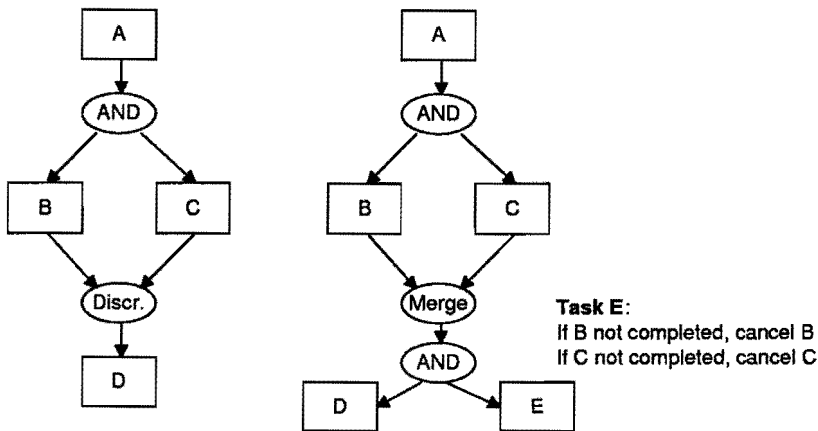 A
AND
B
C
Discr.
D
A
AND
B
C
Merge
AND
D
E
Task E:
If B not completed, cancel B
If C not completed, cancel C